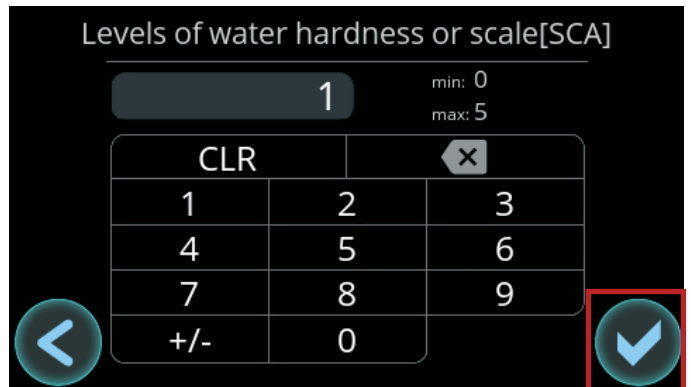 Levels of water hardness or scale[SCA]
1 min: 0
max: 5
CLR
1 2 3
4 5 6
7 8 9
+/- 0